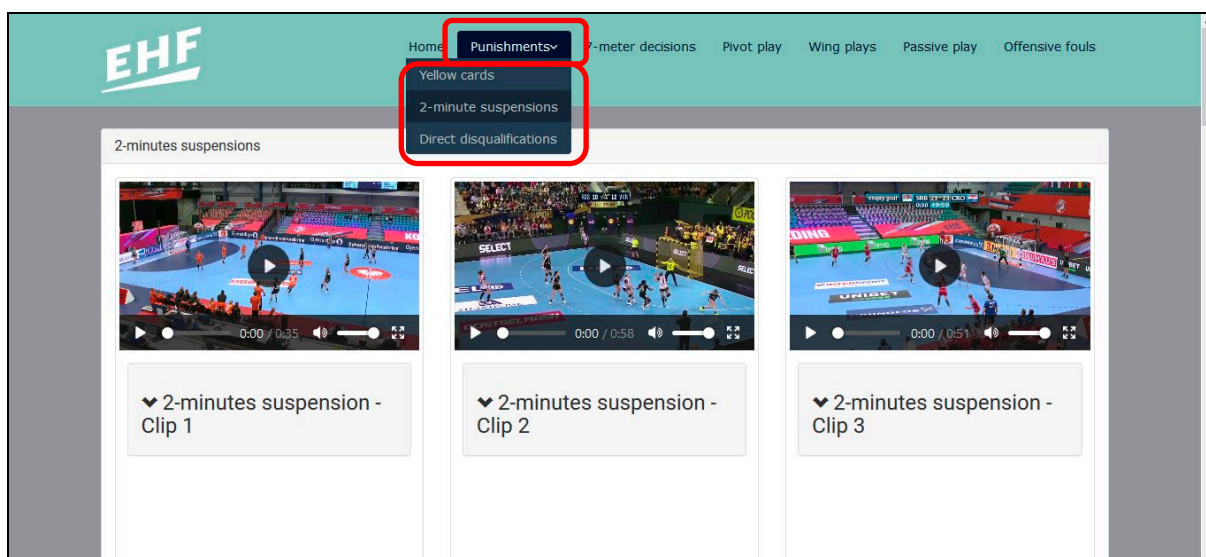 EHF
Home Punishments 7-meter decisions Pivot play Wing plays Passive play Offensive fouls
Yellow cards
2-minute suspensions
Direct disqualifications
2-minutes suspensions
SELECT
UNIBET
0:00 / 0:35
0:00 / 0:58
0:00 / 0:51
2-minutes suspension -
Clip 1
2-minutes suspension -
Clip 2
2-minutes suspension -
Clip 3